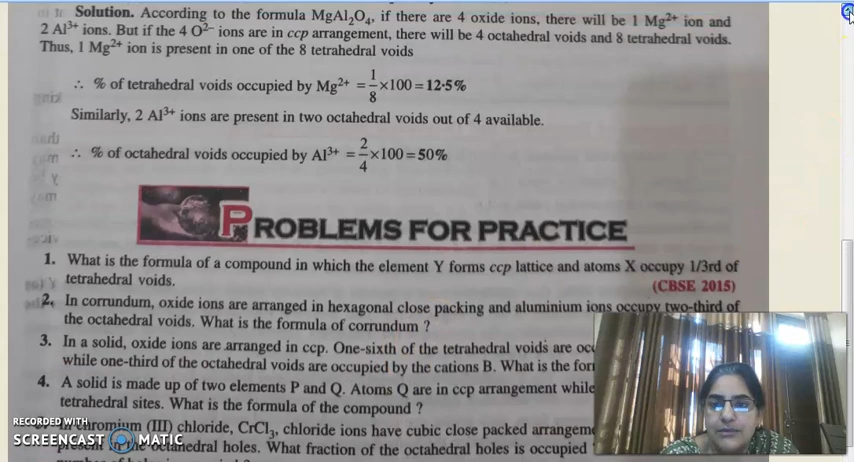 Solution. According to the formula MgAl₂O₄, if there are 4 oxide ions, there will be 1 Mg²⁺ ion and
2 Al³⁺ ions. But if the 4 O²⁻ ions are in ccp arrangement, there will be 4 octahedral voids and 8 tetrahedral voids.
Thus, 1 Mg²⁺ ion is present in one of the 8 tetrahedral voids
∴ % of tetrahedral voids occupied by Mg²⁺ = 1/8 ×100 = 12·5%
Similarly, 2 Al³⁺ ions are present in two octahedral voids out of 4 available.
∴ % of octahedral voids occupied by Al³⁺ = 2/4 ×100 = 50%
PROBLEMS FOR PRACTICE
1. What is the formula of a compound in which the element Y forms ccp lattice and atoms X occupy 1/3rd of
tetrahedral voids. (CBSE 2015)
2. In corrundum, oxide ions are arranged in hexagonal close packing and aluminium ions occupy two-third of
the octahedral voids. What is the formula of corrundum ?
3. In a solid, oxide ions are arranged in ccp. One-sixth of the tetrahedral voids are
while one-third of the octahedral voids are occupied by the cations B. What is the
4. A solid is made up of two elements P and Q. Atoms Q are in ccp arrangement while
tetrahedral sites. What is the formula of the compound ?
chromium (III) chloride, CrCl₃, chloride ions have cubic close packed
present in the octahedral holes. What fraction of the octahedral holes is occupied
RECORDED WITH
SCREENCAST MATIC